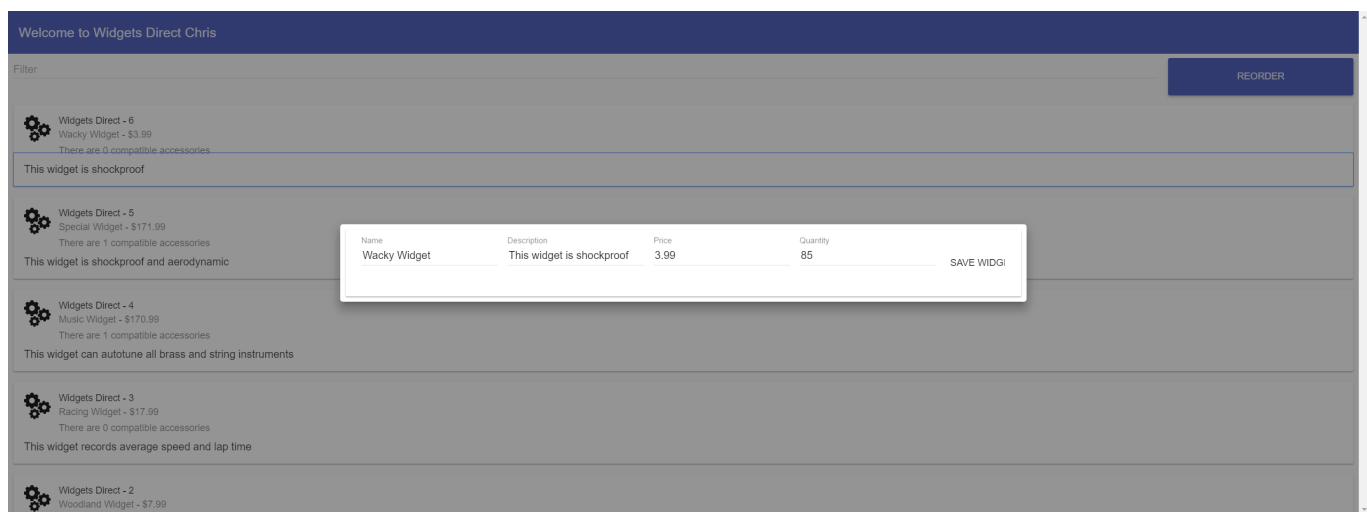 Welcome to Widgets Direct Chris
Filter
REORDER
Widgets Direct - 6
Wacky Widget - $3.99
There are 0 compatible accessories
This widget is shockproof
Widgets Direct - 5
Special Widget - $171.99
There are 1 compatible accessories
This widget is shockproof and aerodynamic
Name Description Price Quantity
Wacky Widget This widget is shockproof 3.99 85
SAVE WIDG
Widgets Direct - 4
Music Widget - $170.99
There are 1 compatible accessories
This widget can autotune all brass and string instruments
Widgets Direct - 3
Racing Widget - $17.99
There are 0 compatible accessories
This widget records average speed and lap time
Widgets Direct - 2
Woodland Widget - $7.99